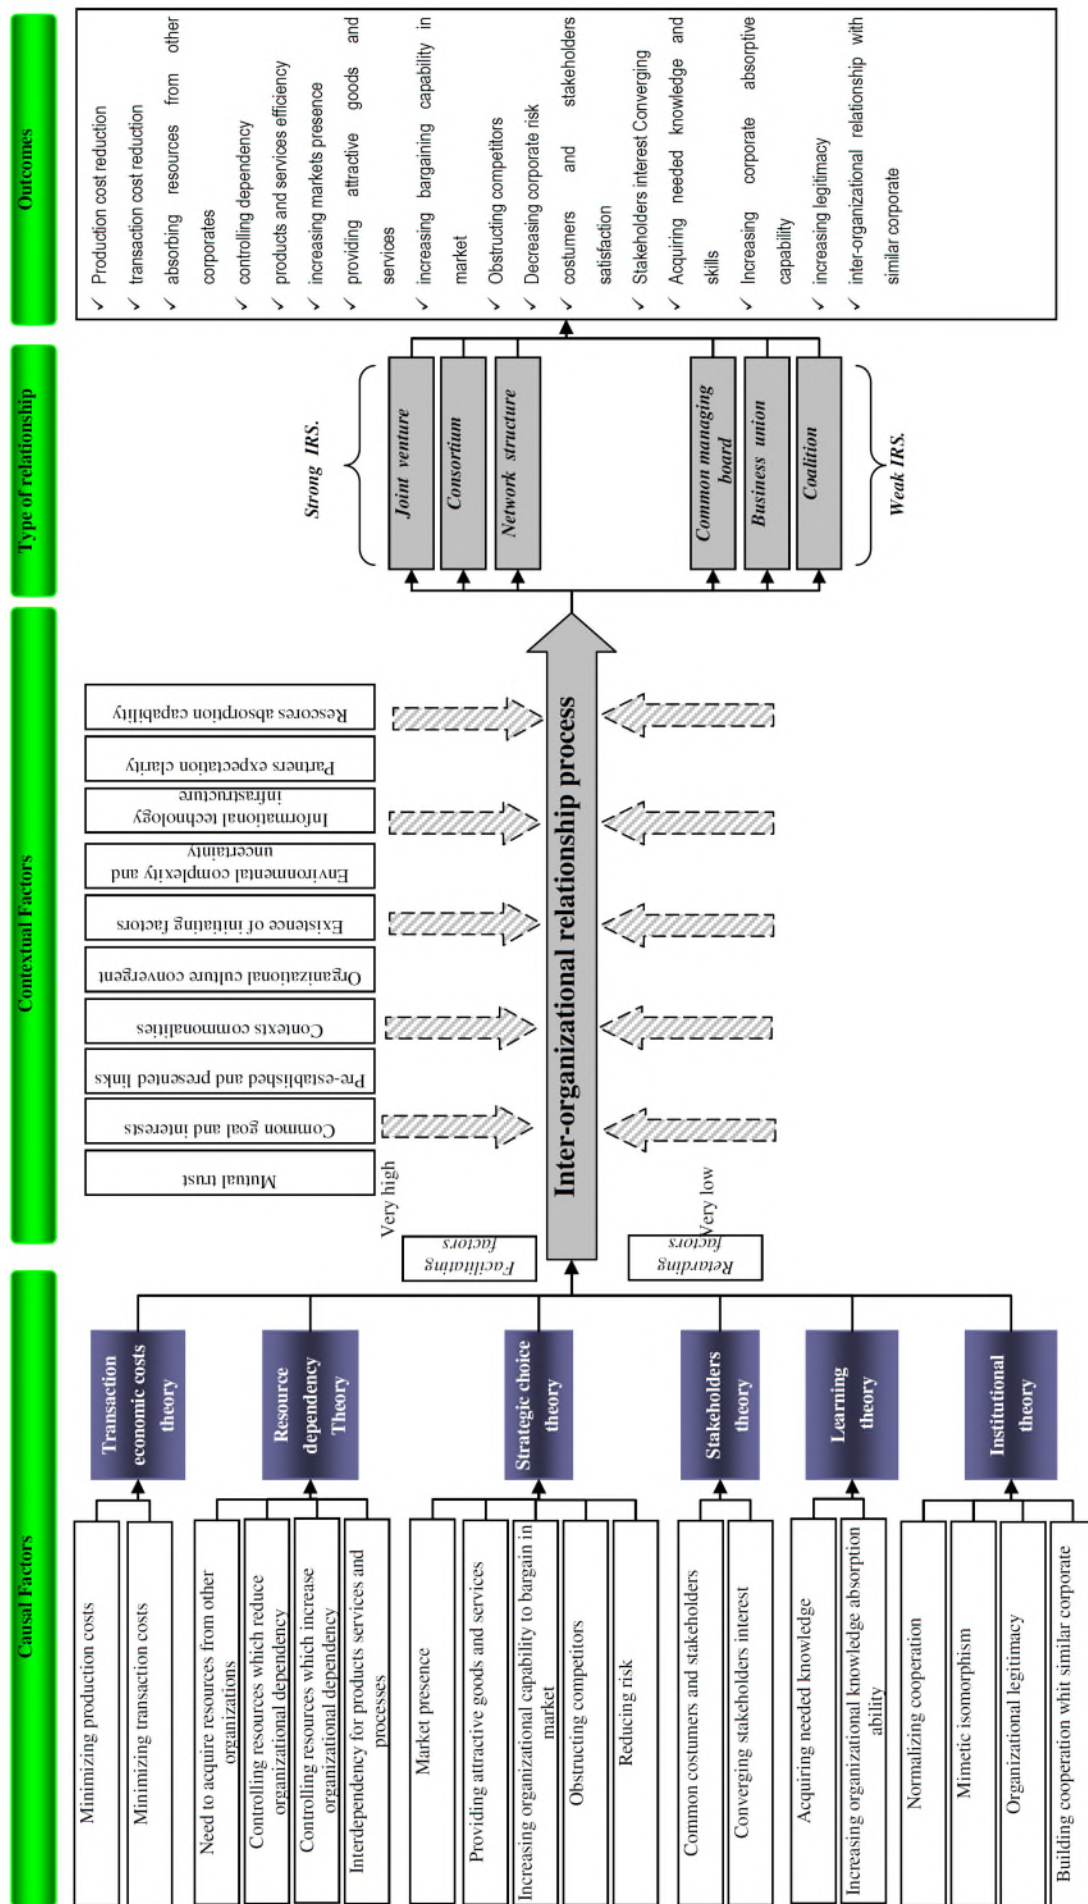 Causal Factors
Contextual Factors
Type of relationship
Outcomes
Minimizing production costs
Minimizing transaction costs
Need to acquire resources from other
organizations
Controlling resources which reduce
organizational dependency
Controlling resources which increase
organizational dependency
Interdependency for products services and
processes
Market presence
Providing attractive goods and services
Increasing organizational capability to bargain in
market
Obstructing competitors
Reducing risk
Common costumers and stakeholders
Converging stakeholders interest
Acquiring needed knowledge
Increasing organizational knowledge absorption
ability
Normalizing cooperation
Mimetic isomorphism
Organizational legitimacy
Building cooperation whit similar corporate
Transaction
economic costs
theory
Resource
dependency
Theory
Strategic choice
theory
Stakeholders
theory
Learning
theory
Institutional
theory
Facilitating
factors
Retarding
factors
Very high
Very low
Mutual trust
Common goal and interests
Pre-established and presented links
Contexts commonalities
Organizational culture convergent
Existence of initiating factors
Environmental complexity and
uncertainty
Informational technology
infrastructure
Partners expectation clarity
Rescores absorption capability
Inter-organizational relationship process
Strong IRS.
Joint venture
Consortium
Network structure
Common managing
board
Business union
Coalition
Weak IRS.
✓ Production cost reduction
✓ transaction cost reduction
✓ absorbing resources from other
corporates
✓ controlling dependency
✓ products and services efficiency
✓ increasing markets presence
✓ providing attractive goods and
services
✓ increasing bargaining capability in
market
✓ Obstructing competitors
✓ Decreasing corporate risk
✓ costumers and stakeholders
satisfaction
✓ Stakeholders interest Converging
✓ Acquiring needed knowledge and
skills
✓ Increasing corporate absorptive
capability
✓ increasing legitimacy
✓ inter-organizational relationship with
similar corporate